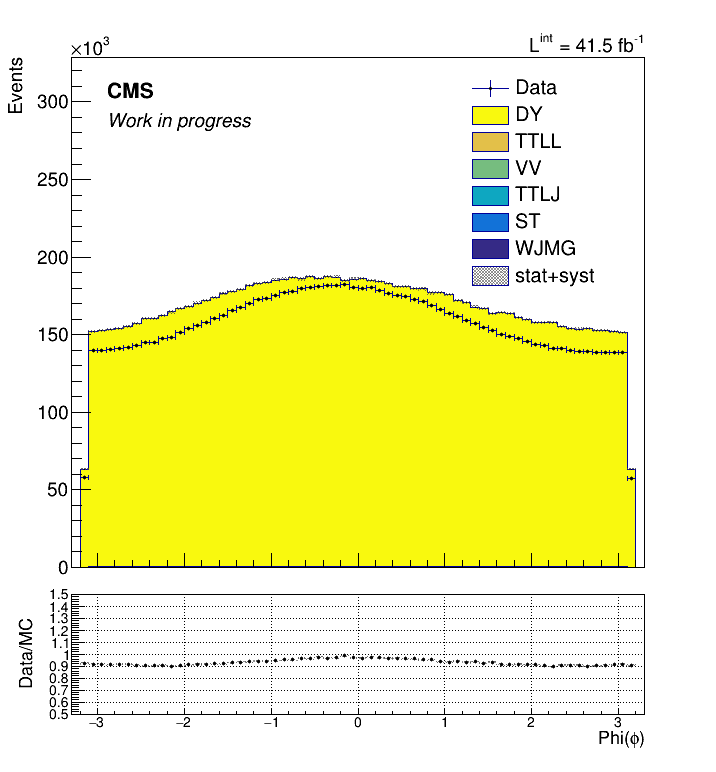 ×10³
L^int = 41.5 fb⁻¹
Events
CMS
Work in progress
Data
DY
TTLL
VV
TTLJ
ST
WJMG
stat+syst
300
250
200
150
100
50
0
Data/MC
1.5
1.4
1.3
1.2
1.1
1
0.9
0.8
0.7
0.6
0.5
−3 −2 −1 0 1 2 3
Phi(ϕ)